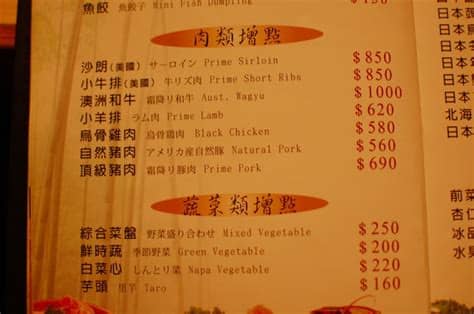 魚餃 魚餃子 Mini Fish Dumpling
肉類增點
沙朗(美國) サーロイン Prime Sirloin $850
小牛排(美國) 牛リズ肉 Prime Short Ribs $850
澳洲和牛 霜降り和牛 Aust. Wagyu $1000
小羊排 ラム肉 Prime Lamb $620
烏骨雞肉 烏骨鶏肉 Black Chicken $580
自然豬肉 アメリカ産自然豚 Natural Pork $560
頂級豬肉 霜降り豚肉 Prime Pork $690
蔬菜類增點
綜合菜盤 野菜盛り合わせ Mixed Vegetable $250
鮮時蔬 季節野菜 Green Vegetable $200
白菜心 しんとり菜 Napa Vegetable $220
芋頭 里芋 Taro $160
日本
日本
日本
日本
北海
日本
前菜
杏仁
冰品
水果